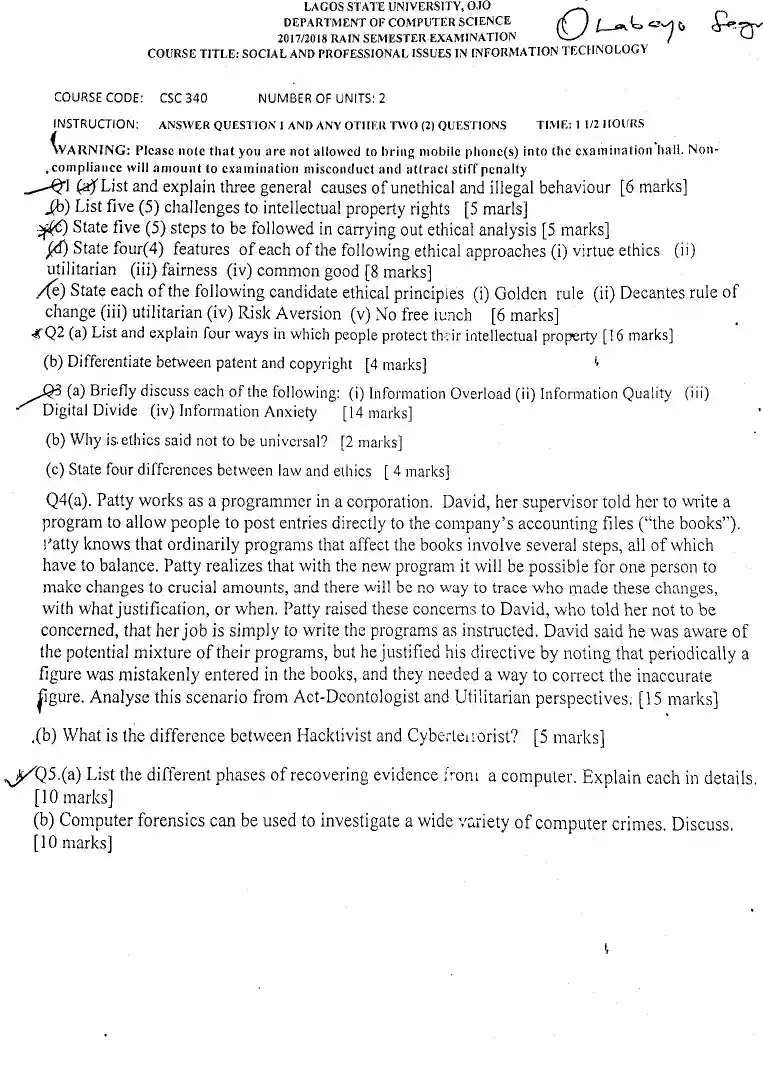 LAGOS STATE UNIVERSITY, OJO
DEPARTMENT OF COMPUTER SCIENCE
2017/2018 RAIN SEMESTER EXAMINATION
COURSE TITLE: SOCIAL AND PROFESSIONAL ISSUES IN INFORMATION TECHNOLOGY
Olabayo Segu
COURSE CODE: CSC 340 NUMBER OF UNITS: 2
INSTRUCTION: ANSWER QUESTION 1 AND ANY OTHER TWO (2) QUESTIONS TIME: 1 1/2 HOURS
WARNING: Please note that you are not allowed to bring mobile phone(s) into the examination hall. Non-
compliance will amount to examination misconduct and attract stiff penalty
Q1 (a) List and explain three general causes of unethical and illegal behaviour [6 marks]
(b) List five (5) challenges to intellectual property rights [5 marls]
(c) State five (5) steps to be followed in carrying out ethical analysis [5 marks]
(d) State four(4) features of each of the following ethical approaches (i) virtue ethics (ii)
utilitarian (iii) fairness (iv) common good [8 marks]
(e) State each of the following candidate ethical principles (i) Golden rule (ii) Decantes rule of
change (iii) utilitarian (iv) Risk Aversion (v) No free lunch [6 marks]
Q2 (a) List and explain four ways in which people protect their intellectual property [16 marks]
(b) Differentiate between patent and copyright [4 marks]
Q3 (a) Briefly discuss each of the following: (i) Information Overload (ii) Information Quality (iii)
Digital Divide (iv) Information Anxiety [14 marks]
(b) Why is ethics said not to be universal? [2 marks]
(c) State four differences between law and ethics [ 4 marks]
Q4(a). Patty works as a programmer in a corporation. David, her supervisor told her to write a
program to allow people to post entries directly to the company's accounting files ("the books").
Patty knows that ordinarily programs that affect the books involve several steps, all of which
have to balance. Patty realizes that with the new program it will be possible for one person to
make changes to crucial amounts, and there will be no way to trace who made these changes,
with what justification, or when. Patty raised these concerns to David, who told her not to be
concerned, that her job is simply to write the programs as instructed. David said he was aware of
the potential mixture of their programs, but he justified his directive by noting that periodically a
figure was mistakenly entered in the books, and they needed a way to correct the inaccurate
figure. Analyse this scenario from Act-Deontologist and Utilitarian perspectives. [15 marks]
(b) What is the difference between Hacktivist and Cyberterrorist? [5 marks]
Q5.(a) List the different phases of recovering evidence from a computer. Explain each in details.
[10 marks]
(b) Computer forensics can be used to investigate a wide variety of computer crimes. Discuss.
[10 marks]